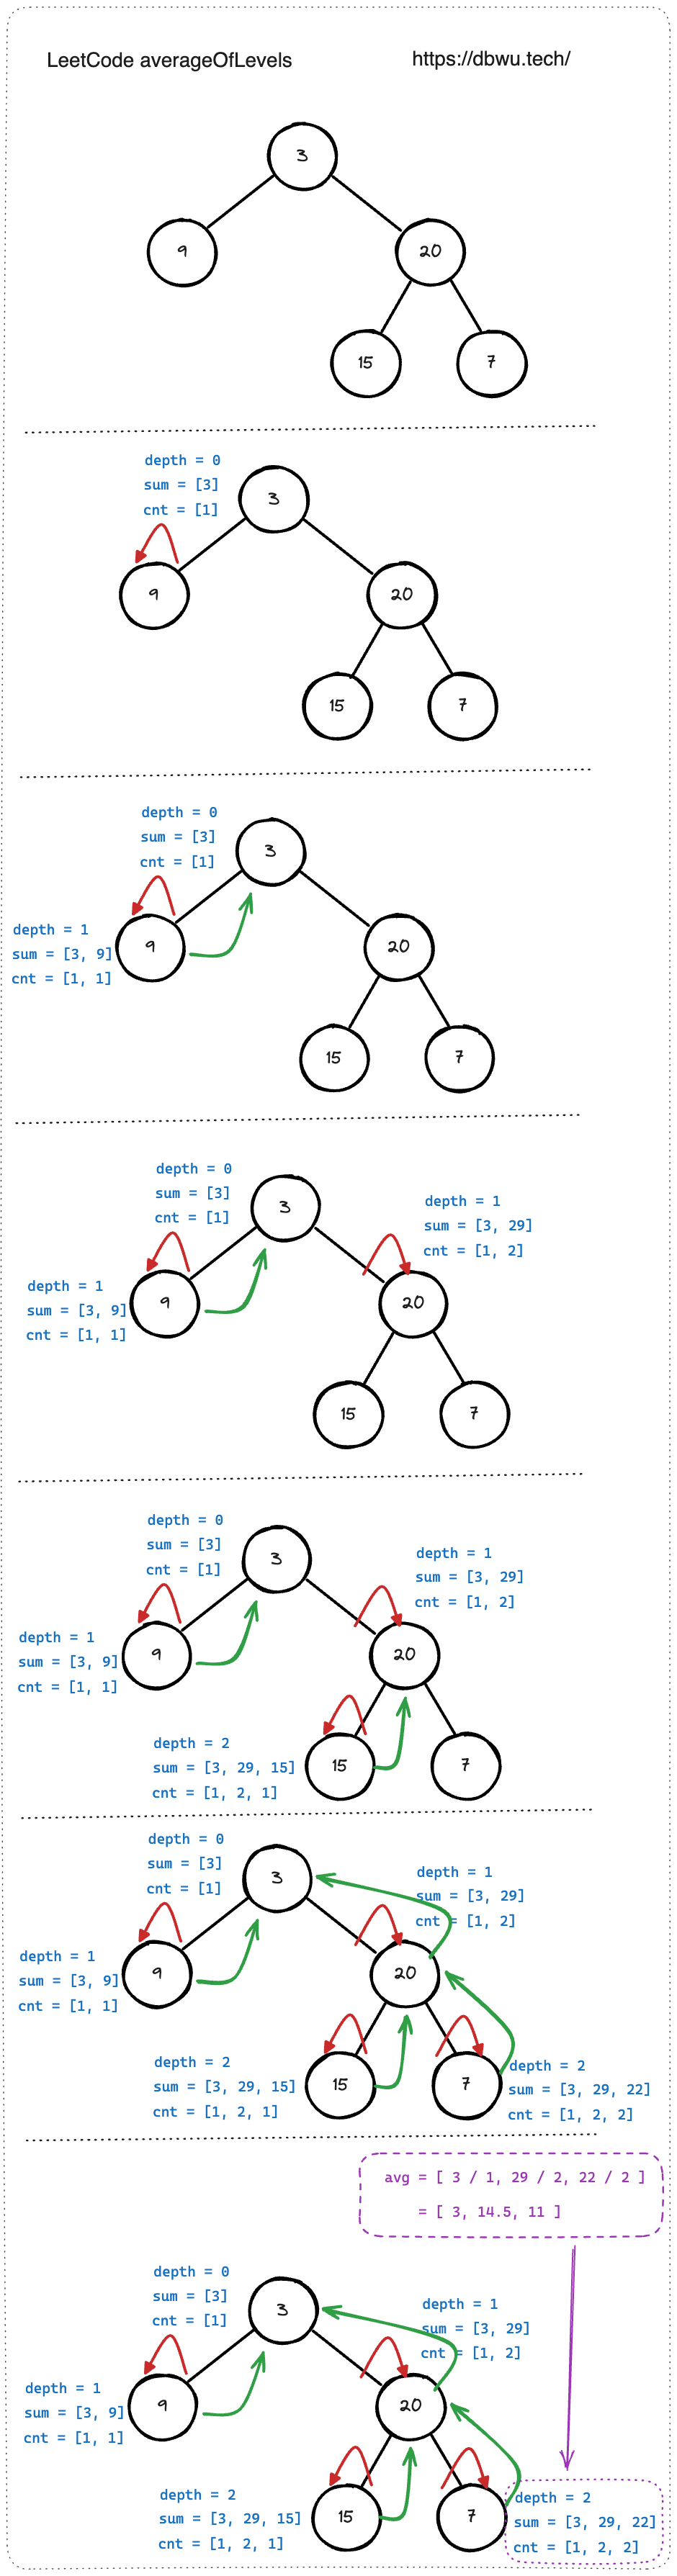 LeetCode averageOfLevels https://dbwu.tech/
3
9 20
15 7
depth = 0
sum = [3]
cnt = [1]
3
9 20
15 7
depth = 0
sum = [3]
cnt = [1]
3
depth = 1
sum = [3, 9]
cnt = [1, 1]
9 20
15 7
depth = 0
sum = [3]
cnt = [1]
3
depth = 1
sum = [3, 29]
cnt = [1, 2]
depth = 1
sum = [3, 9]
cnt = [1, 1]
9 20
15 7
depth = 0
sum = [3]
cnt = [1]
3
depth = 1
sum = [3, 29]
cnt = [1, 2]
depth = 1
sum = [3, 9]
cnt = [1, 1]
9 20
depth = 2
sum = [3, 29, 15]
cnt = [1, 2, 1]
15 7
depth = 0
sum = [3]
cnt = [1]
3
depth = 1
sum = [3, 29]
cnt = [1, 2]
depth = 1
sum = [3, 9]
cnt = [1, 1]
9 20
depth = 2
sum = [3, 29, 15]
cnt = [1, 2, 1]
15 7
depth = 2
sum = [3, 29, 22]
cnt = [1, 2, 2]
avg = [ 3 / 1, 29 / 2, 22 / 2 ]
= [ 3, 14.5, 11 ]
depth = 0
sum = [3]
cnt = [1]
3
depth = 1
sum = [3, 29]
cnt = [1, 2]
depth = 1
sum = [3, 9]
cnt = [1, 1]
9 20
depth = 2
sum = [3, 29, 15]
cnt = [1, 2, 1]
15 7
depth = 2
sum = [3, 29, 22]
cnt = [1, 2, 2]